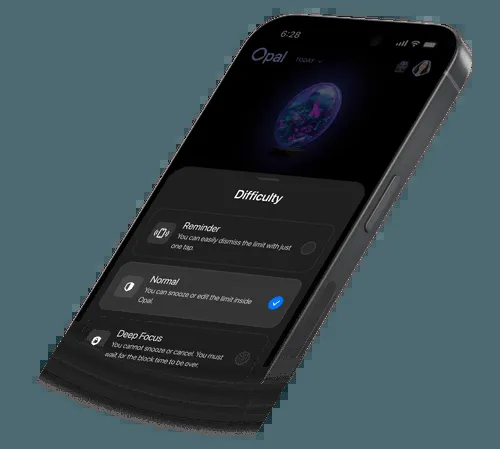 6:28
Opal TODAY
Difficulty
Reminder
You can easily dismiss the limit with just
one tap.
Normal
You can snooze or edit the limit inside
Opal.
Deep Focus
You cannot snooze or cancel. You must
wait for the block time to be over.